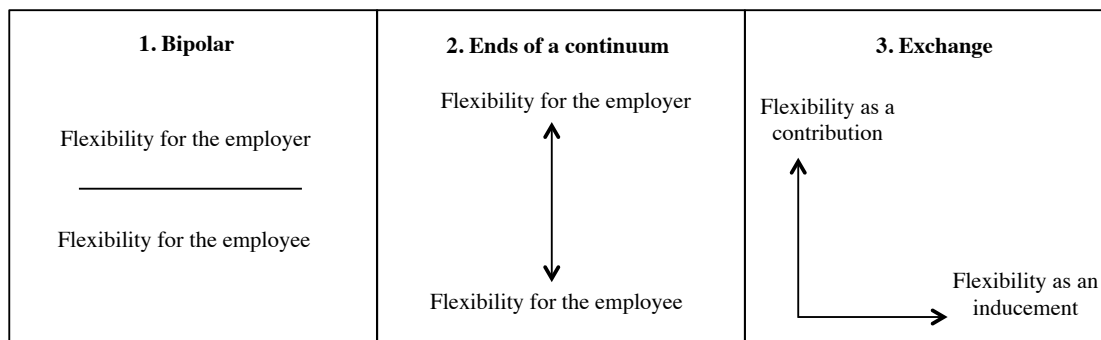 1. Bipolar
Flexibility for the employer
Flexibility for the employee
2. Ends of a continuum
Flexibility for the employer
Flexibility for the employee
3. Exchange
Flexibility as a
contribution
Flexibility as an
inducement